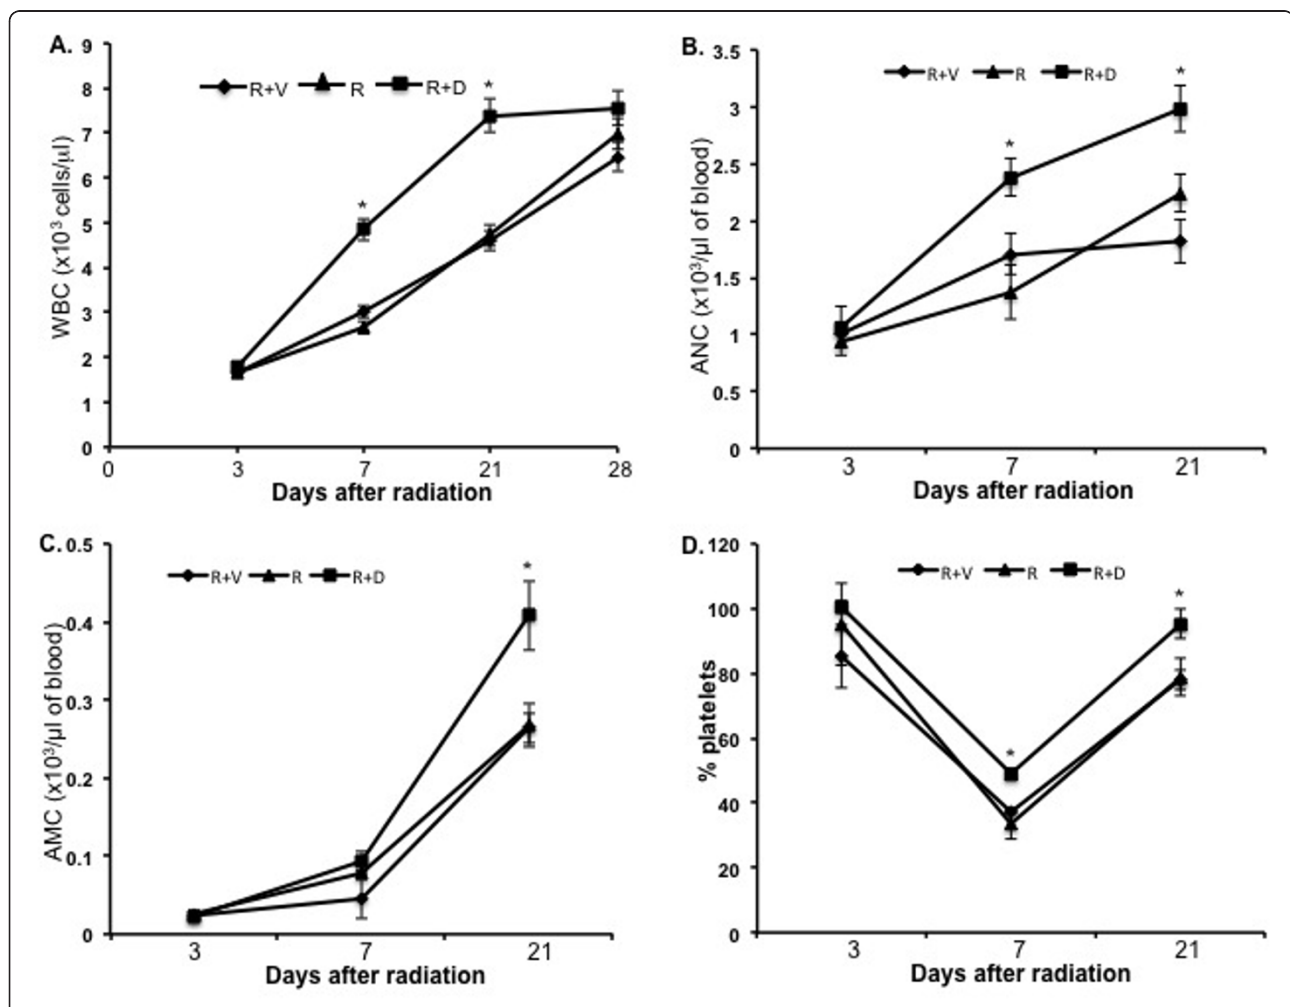 A.
9
8
7
6
5
4
3
2
1
0
R+V R R+D
*
*
WBC (x10³ cells/µl)
0 3 7 21 28
Days after radiation
B.
3.5
3
2.5
2
1.5
1
0.5
0
R+V R R+D
*
*
ANC (x10³/µl of blood)
3 7 21
Days after radiation
C.
0.5
0.4
0.3
0.2
0.1
0
R+V R R+D
*
AMC (x10³/µl of blood)
3 7 21
Days after radiation
D.
120
100
80
60
40
20
0
R+V R R+D
*
*
% platelets
3 7 21
Days after radiation